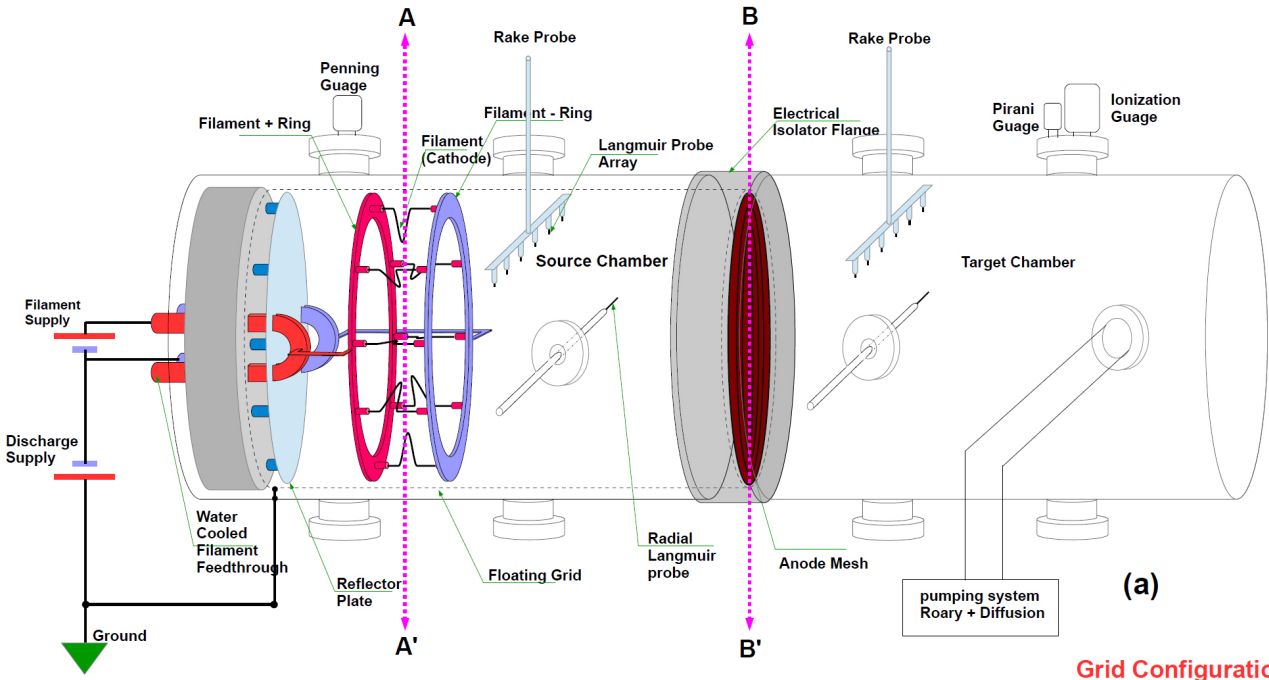 A
B
Rake Probe
Rake Probe
Penning
Guage
Filament - Ring
Filament + Ring
Filament
(Cathode)
Langmuir Probe
Array
Electrical
Isolator Flange
Pirani
Guage
Ionization
Guage
Source Chamber
Target Chamber
Filament
Supply
Discharge
Supply
Water
Cooled
Filament
Feedthrough
Reflector
Plate
Floating Grid
Radial
Langmuir
probe
Anode Mesh
pumping system
Roary + Diffusion
(a)
Ground
A'
B'
Grid Configuratio